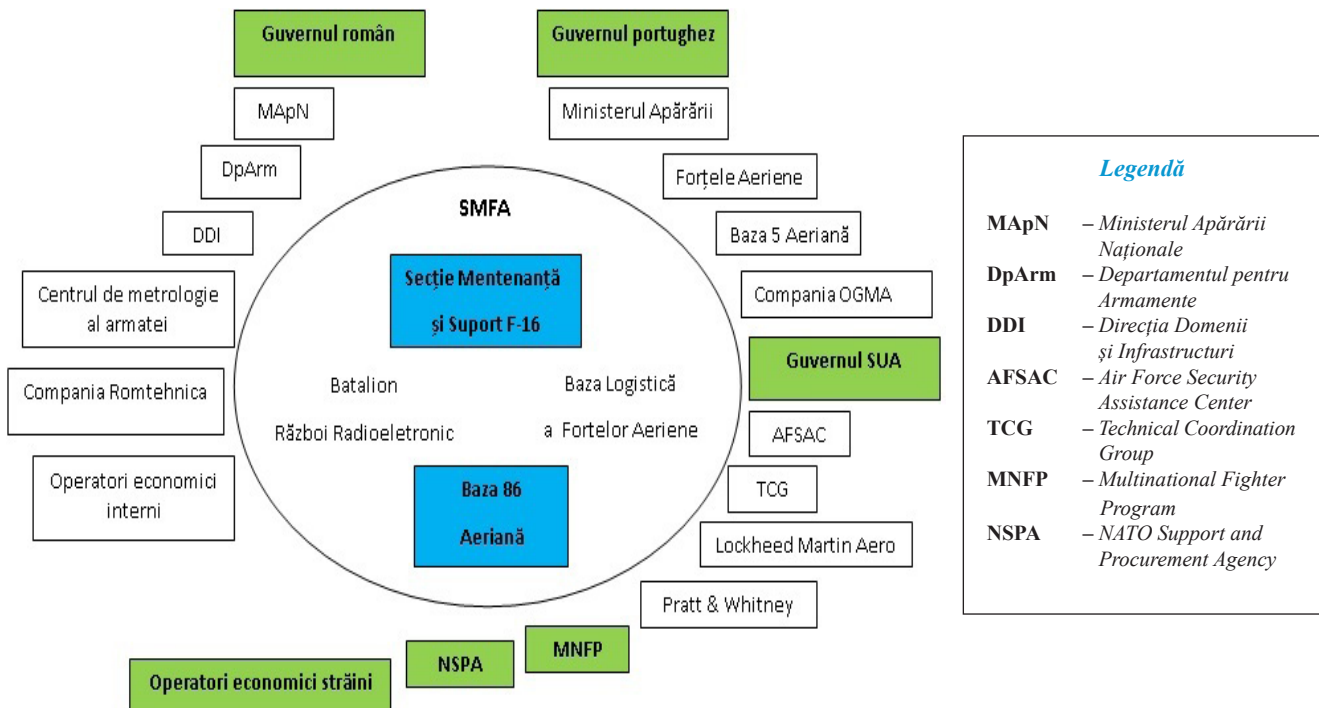 Guvernul român
MApN
DpArm
DDI
Centrul de metrologie
al armatei
Compania Romtehnica
Operatori economici
interni
Guvernul portughez
Ministerul Apărării
Forțele Aeriene
Baza 5 Aeriană
Compania OGMA
Guvernul SUA
AFSAC
TCG
Lockheed Martin Aero
Pratt & Whitney
MNFP
NSPA
Operatori economici străini
SMFA
Secție Mentenanță
și Suport F-16
Batalion
Război Radioeletronic
Baza Logistică
a Fortelor Aeriene
Baza 86
Aeriană
Legendă
MApN – Ministerul Apărării
Naționale
DpArm – Departamentul pentru
Armamente
DDI – Direcția Domenii
și Infrastructuri
AFSAC – Air Force Security
Assistance Center
TCG – Technical Coordination
Group
MNFP – Multinational Fighter
Program
NSPA – NATO Support and
Procurement Agency